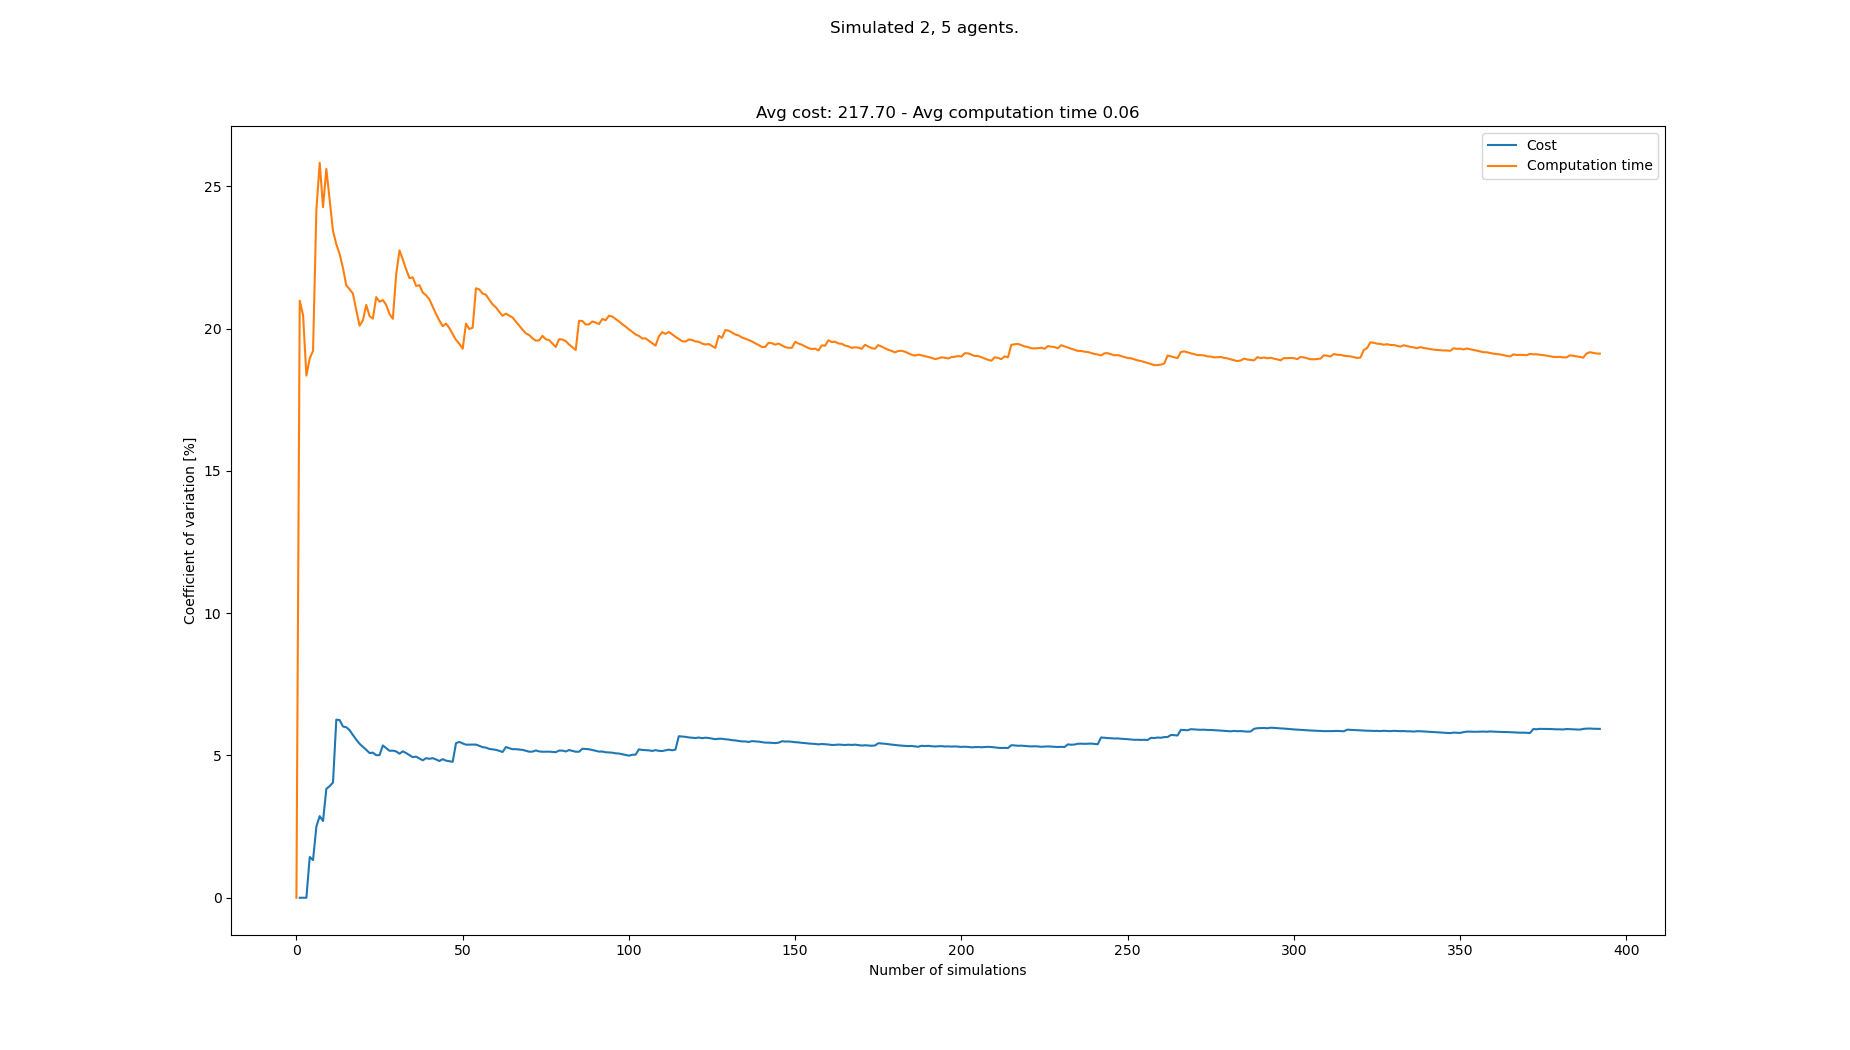 Simulated 2, 5 agents.
Avg cost: 217.70 - Avg computation time 0.06
Cost
Computation time
25
20
15
10
5
0
Coefficient of variation [%]
0 50 100 150 200 250 300 350 400
Number of simulations